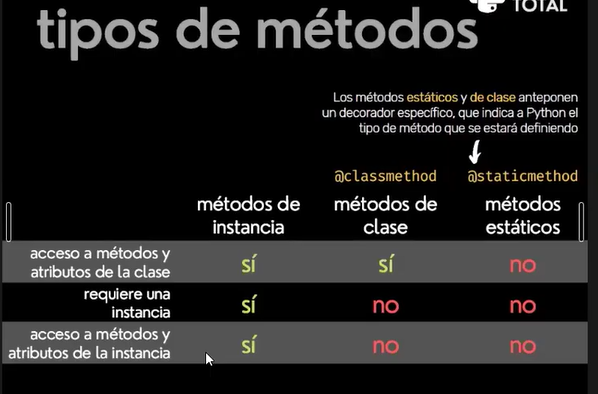 TOTAL
tipos de métodos
Los métodos estáticos y de clase anteponen
un decorador específico, que indica a Python el
tipo de método que se estará definiendo
@classmethod @staticmethod
métodos de instancia métodos de clase métodos estáticos
acceso a métodos y
atributos de la clase
sí sí no
requiere una
instancia
sí no no
acceso a métodos y
atributos de la instancia
sí no no